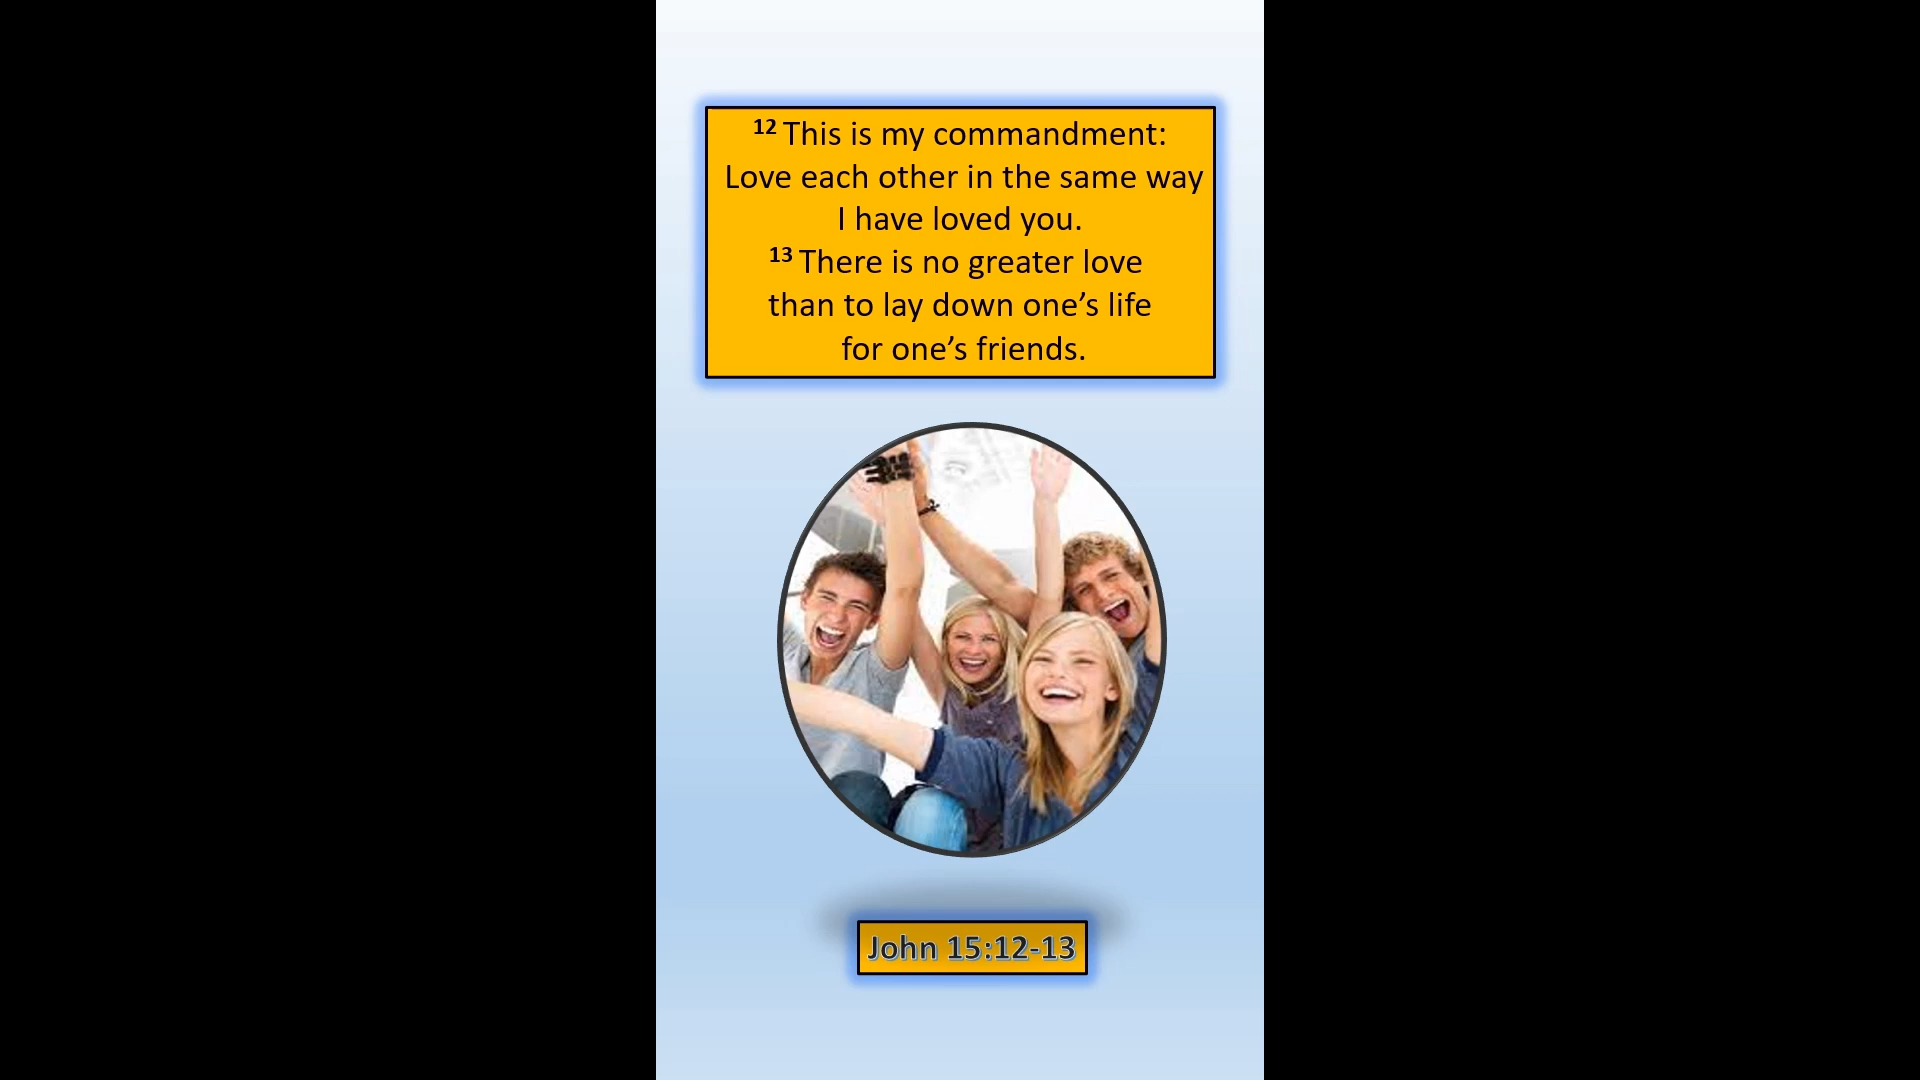 12 This is my commandment:
Love each other in the same way
I have loved you.
13 There is no greater love
than to lay down one’s life
for one’s friends.
John 15:12-13